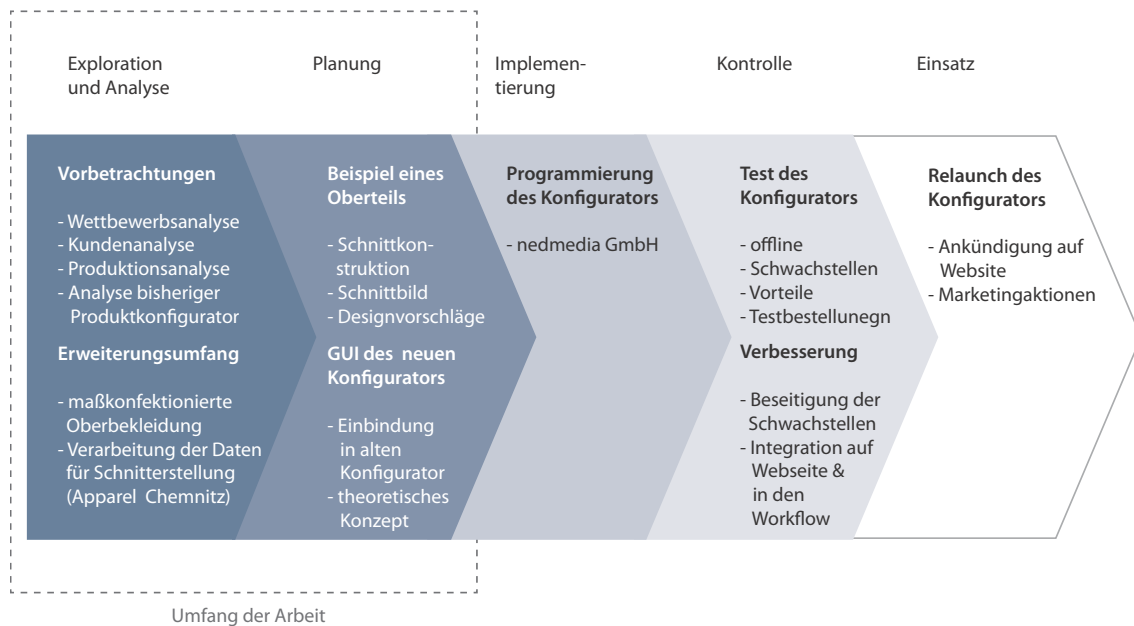 Exploration
und Analyse
Planung
Implemen-
tierung
Kontrolle
Einsatz
Vorbetrachtungen
- Wettbewerbsanalyse
- Kundenanalyse
- Produktionsanalyse
- Analyse bisheriger
Produktkonfigurator
Erweiterungsumfang
- maßkonfektionierte
Oberbekleidung
- Verarbeitung der Daten
für Schnitterstellung
(Apparel Chemnitz)
Beispiel eines
Oberteils
- Schnittkon-
struktion
- Schnittbild
- Designvorschläge
GUI des neuen
Konfigurators
- Einbindung
in alten
Konfigurator
- theoretisches
Konzept
Programmierung
des Konfigurators
- nedmedia GmbH
Test des
Konfigurators
- offline
- Schwachstellen
- Vorteile
- Testbestellunegn
Verbesserung
- Beseitigung der
Schwachstellen
- Integration auf
Webseite &
in den
Workflow
Relaunch des
Konfigurators
- Ankündigung auf
Website
- Marketingaktionen
Umfang der Arbeit